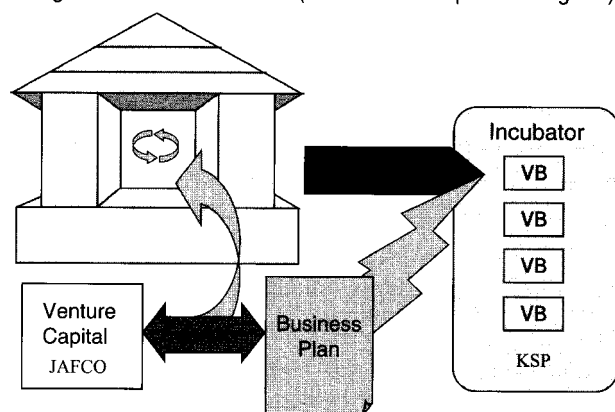 Incubator
VB
VB
VB
VB
KSP
Venture
Capital
JAFCO
Business
Plan